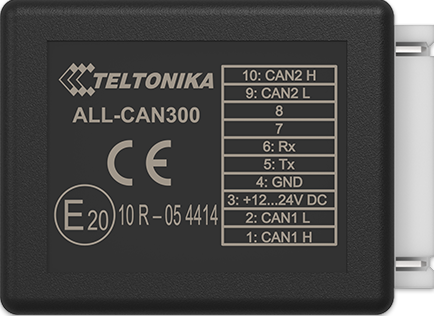 TELTONIKA
ALL-CAN300
CE
E20 10 R – 05 4414
10: CAN2 H
9: CAN2 L
8
7
6: Rx
5: Tx
4: GND
3: +12...24V DC
2: CAN1 L
1: CAN1 H